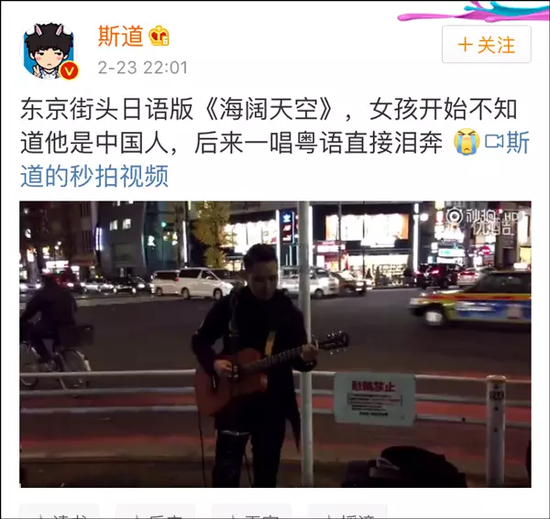 斯道
2-23 22:01
+关注
东京街头日语版《海阔天空》，女孩开始不知
道他是中国人，后来一唱粤语直接泪奔 斯
道的秒拍视频
秒拍 HD
駐輪禁止